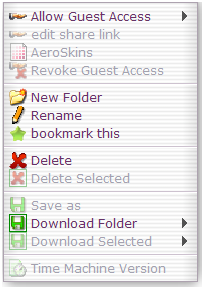 Allow Guest Access
edit share link
AeroSkins
Revoke Guest Access
New Folder
Rename
bookmark this
Delete
Delete Selected
Save as
Download Folder
Download Selected
Time Machine Version